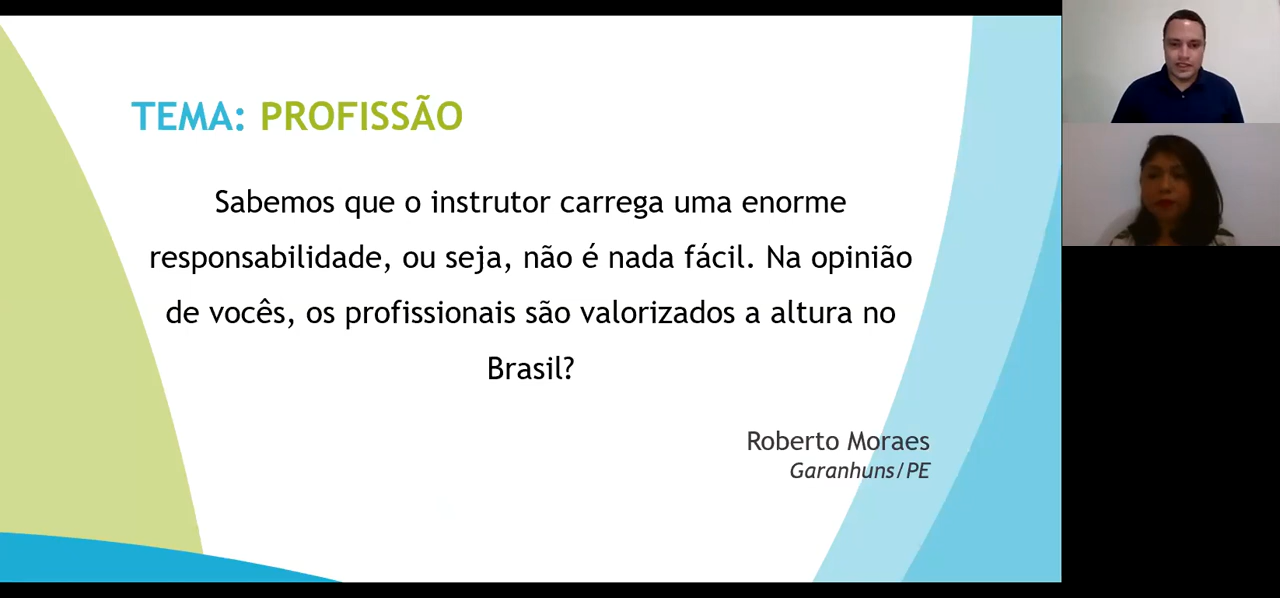 TEMA: PROFISSÃO
Sabemos que o instrutor carrega uma enorme
responsabilidade, ou seja, não é nada fácil. Na opinião
de vocês, os profissionais são valorizados a altura no
Brasil?
Roberto Moraes
Garanhuns/PE